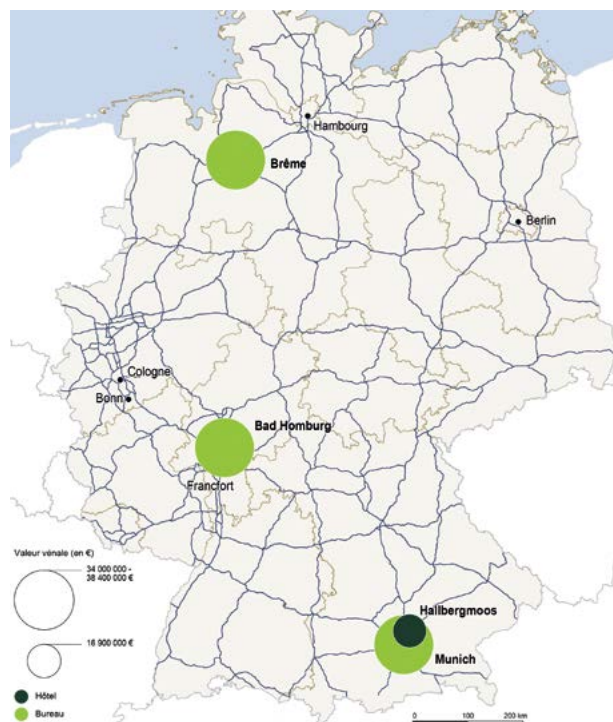 Hambourg
Brême
Berlin
Cologne
Bonn
Bad Homburg
Francfort
Valeur vénale (en €)
34 000 000 -
38 400 000 €
16 900 000 €
Hallbergmoos
Munich
Hôtel
Bureau
0 100 200 km